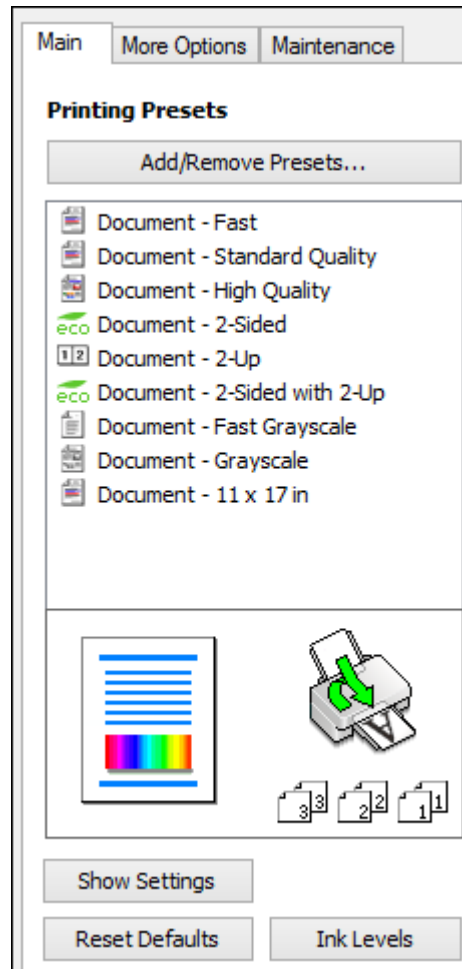 Main More Options Maintenance
Printing Presets
Add/Remove Presets...
Document - Fast
Document - Standard Quality
Document - High Quality
eco Document - 2-Sided
1 2 Document - 2-Up
eco Document - 2-Sided with 2-Up
Document - Fast Grayscale
Document - Grayscale
Document - 11 x 17 in
A
3 3 2 2 1 1
Show Settings
Reset Defaults Ink Levels